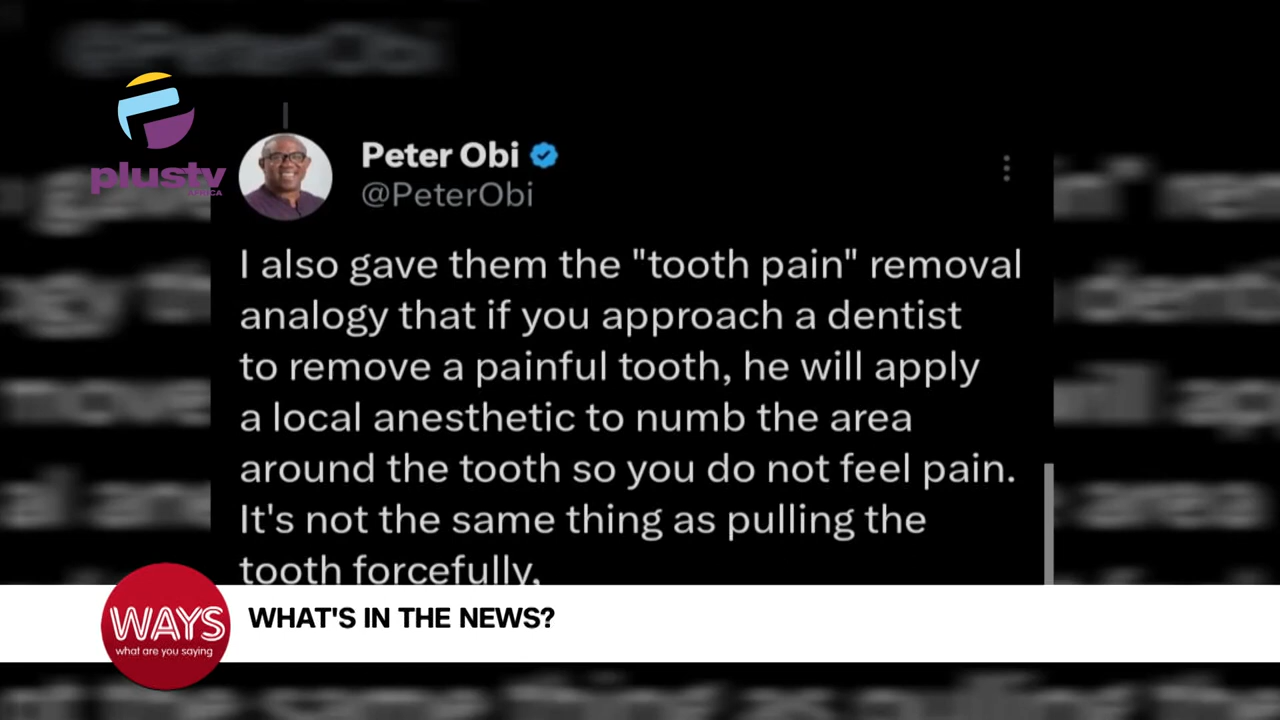 @PeterObi
plustv
AFRICA
Peter Obi
@PeterObi
I also gave them the "tooth pain" removal
analogy that if you approach a dentist
to remove a painful tooth, he will apply
a local anesthetic to numb the area
around the tooth so you do not feel pain.
It's not the same thing as pulling the
tooth forcefully,
WAYS
what are you saying
WHAT'S IN THE NEWS?